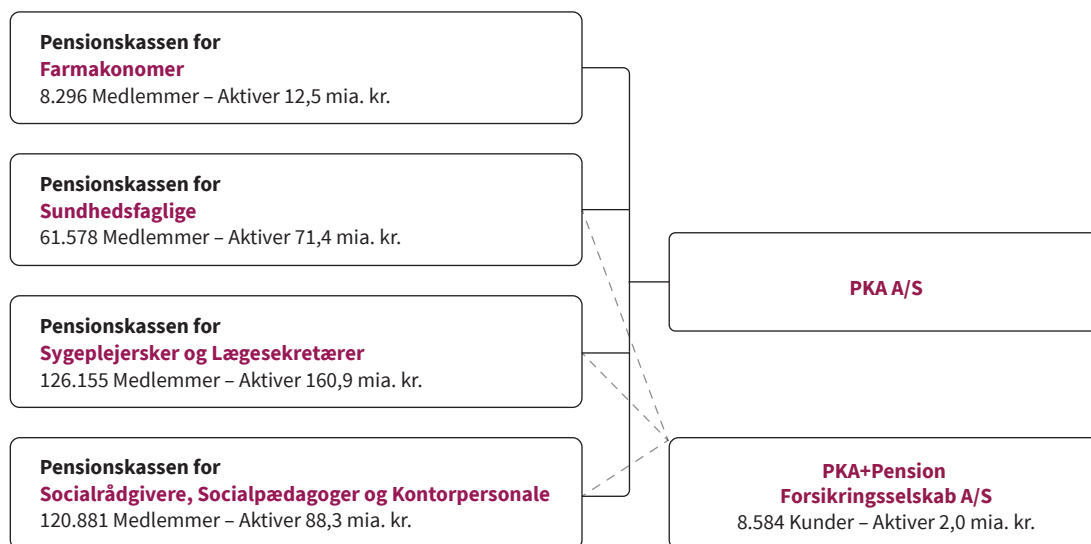 Pensionskassen for
Farmakonomer
8.296 Medlemmer – Aktiver 12,5 mia. kr.
Pensionskassen for
Sundhedsfaglige
61.578 Medlemmer – Aktiver 71,4 mia. kr.
PKA A/S
Pensionskassen for
Sygeplejersker og Lægesekretærer
126.155 Medlemmer – Aktiver 160,9 mia. kr.
Pensionskassen for
Socialrådgivere, Socialpædagoger og Kontorpersonale
120.881 Medlemmer – Aktiver 88,3 mia. kr.
PKA+Pension
Forsikringsselskab A/S
8.584 Kunder – Aktiver 2,0 mia. kr.